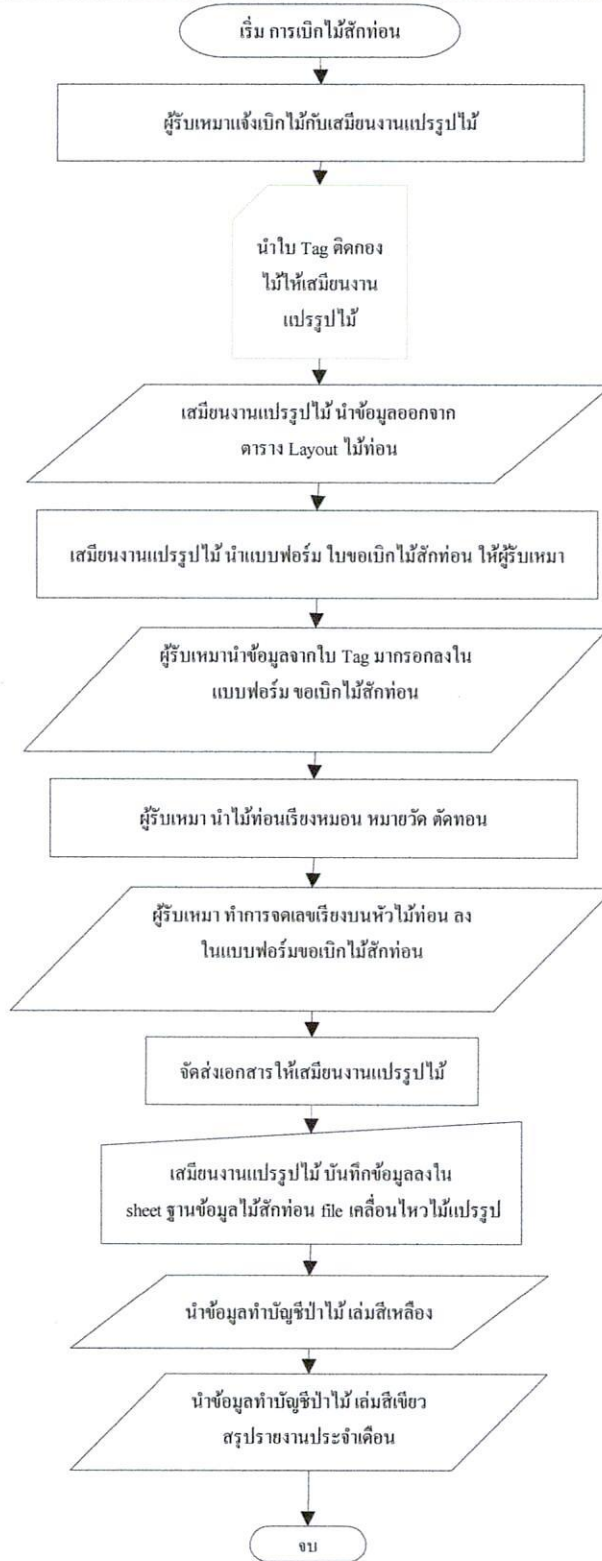 เริ่ม การเบิกไม้สักท่อน
ผู้รับเหมาแจ้งเบิกไม้กับเสมียนงานแปรรูปไม้
นำใบ Tag ติดกอง
ไม้ให้เสมียนงาน
แปรรูปไม้
เสมียนงานแปรรูปไม้ นำข้อมูลออกจาก
ตาราง Layout ไม้ท่อน
เสมียนงานแปรรูปไม้ นำแบบฟอร์ม ใบขอเบิกไม้สักท่อน ให้ผู้รับเหมา
ผู้รับเหมานำข้อมูลจากใบ Tag มากรอกลงใน
แบบฟอร์ม ขอเบิกไม้สักท่อน
ผู้รับเหมา นำไม้ท่อนเรียงหมอน หมายวัด ตัดทอน
ผู้รับเหมา ทำการจดเลขเรียงบนหัวไม้ท่อน ลง
ในแบบฟอร์มขอเบิกไม้สักท่อน
จัดส่งเอกสารให้เสมียนงานแปรรูปไม้
เสมียนงานแปรรูปไม้ บันทึกข้อมูลลงใน
sheet ฐานข้อมูลไม้สักท่อน file เคลื่อนไหวไม้แปรรูป
นำข้อมูลทำบัญชีป่าไม้ เล่มสีเหลือง
นำข้อมูลทำบัญชีป่าไม้ เล่มสีเขียว
สรุปรายงานประจำเดือน
จบ